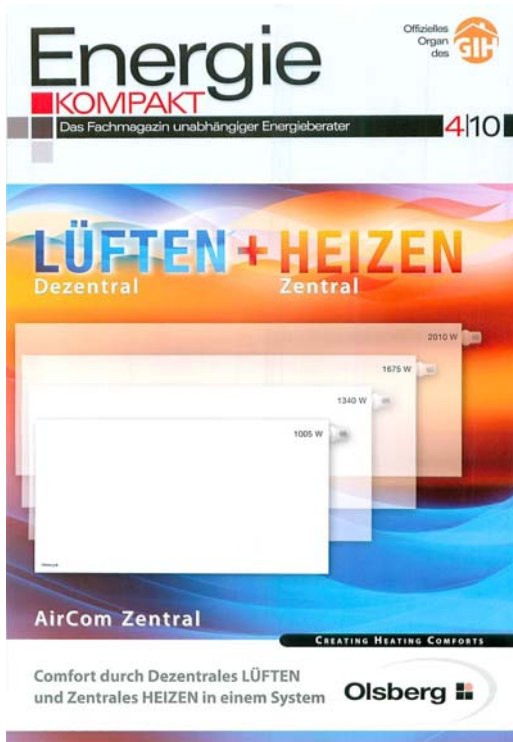 Energie
KOMPAKT
Das Fachmagazin unabhängiger Energieberater
4|10
Offizielles
Organ
des
GIH
LÜFTEN + HEIZEN
Dezentral Zentral
2010 W
1675 W
1340 W
1005 W
AirCom Zentral
CREATING HEATING COMFORTS
Comfort durch Dezentrales LÜFTEN
und Zentrales HEIZEN in einem System
Olsberg